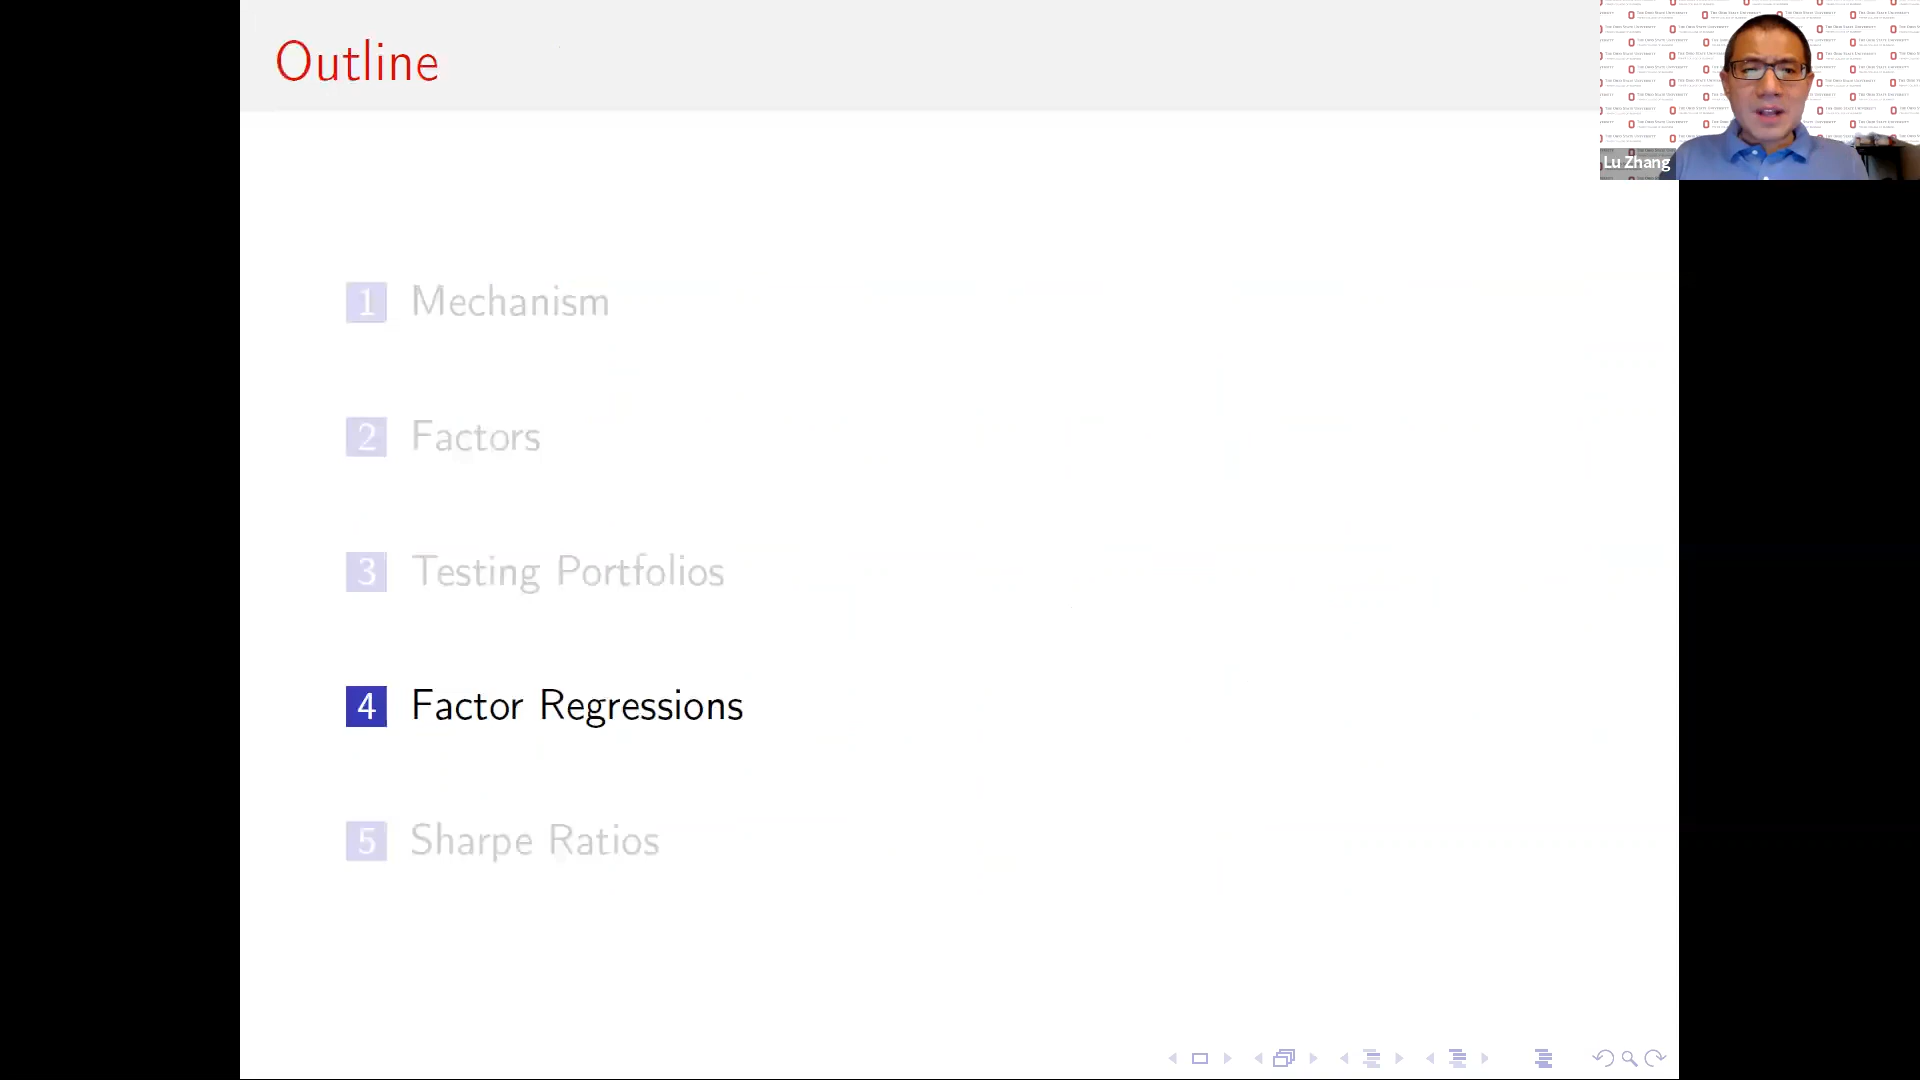 Outline
1 Mechanism
2 Factors
3 Testing Portfolios
4 Factor Regressions
5 Sharpe Ratios
Lu Zhang